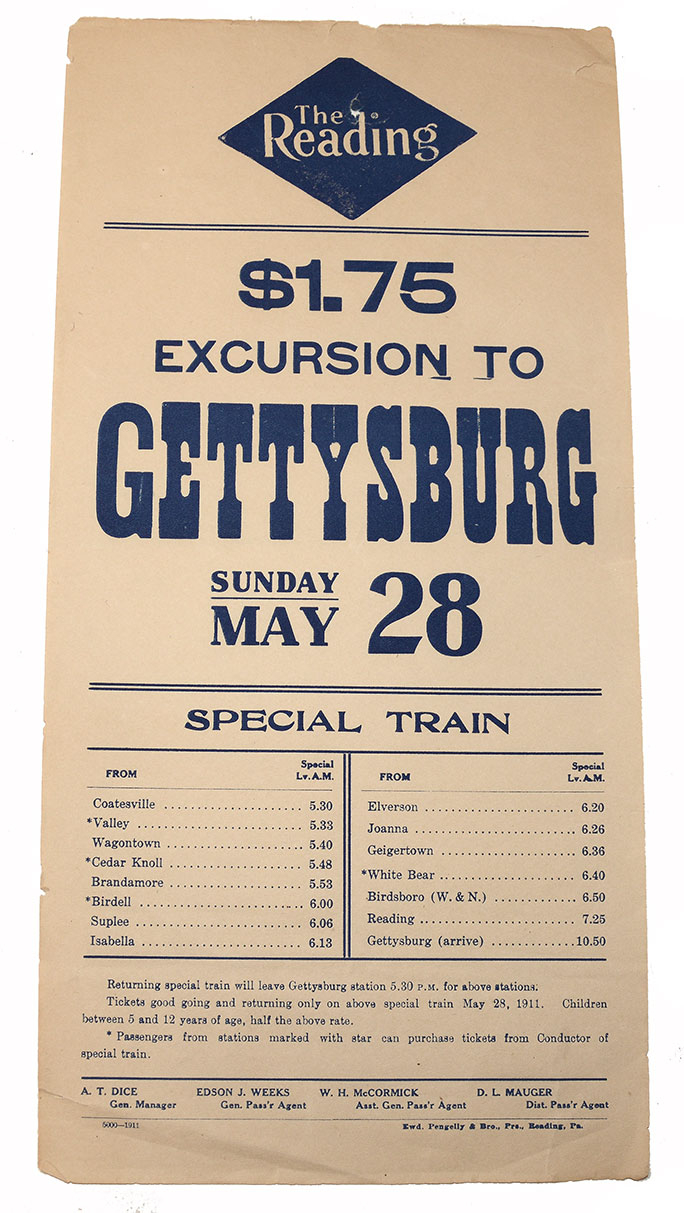 The
Reading
$1.75
EXCURSION TO
GETTYSBURG
SUNDAY
MAY 28
SPECIAL TRAIN
FROM Special Lv. A.M.
Coatesville .................... 5.30
*Valley .................... 5.33
Wagontown .................... 5.40
*Cedar Knoll .................... 5.48
Brandamore .................... 5.53
*Birdell .................... 6.00
Suplee .................... 6.06
Isabella .................... 6.13
FROM Special Lv. A.M.
Elverson .................... 6.20
Joanna .................... 6.26
Geigertown .................... 6.36
*White Bear .................... 6.40
Birdsboro (W. & N.) ............ 6.50
Reading .................... 7.25
Gettysburg (arrive) ............ 10.50
Returning special train will leave Gettysburg station 5.30 P.M. for above stations.
Tickets good going and returning only on above special train May 28, 1911. Children
between 5 and 12 years of age, half the above rate.
* Passengers from stations marked with star can purchase tickets from Conductor of
special train.
A. T. DICE EDSON J. WEEKS W. H. McCORMICK D. L. MAUGER
Gen. Manager Gen. Pass'r Agent Asst. Gen. Pass'r Agent Dist. Pass'r Agent
5000—1911 Ewd. Pengelly & Bro., Prs., Reading, Pa.